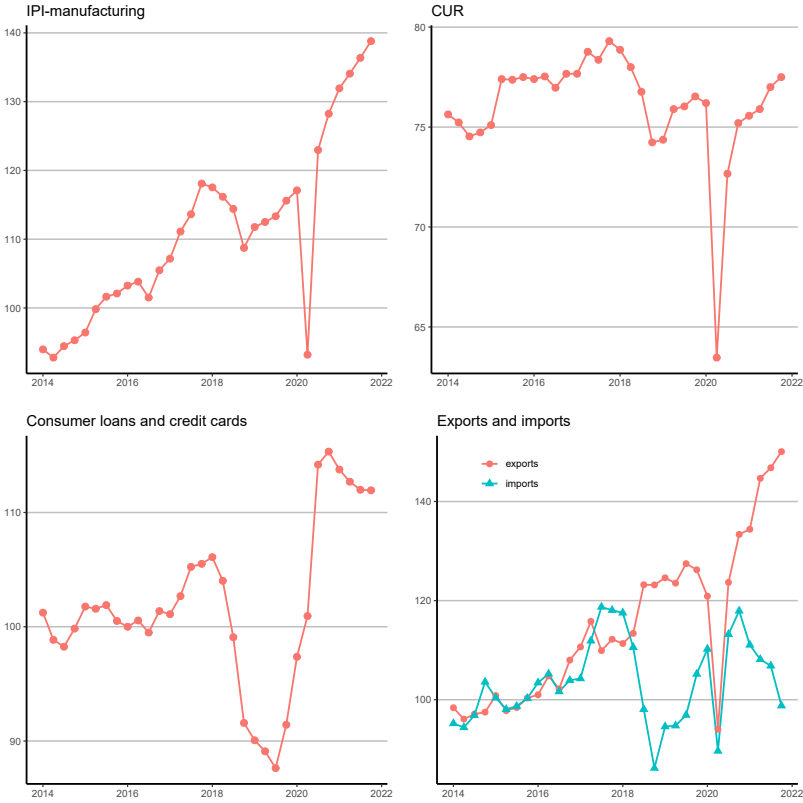 IPI-manufacturing
140
130
120
110
100
2014 2016 2018 2020 2022
CUR
80
75
70
65
2014 2016 2018 2020 2022
Consumer loans and credit cards
110
100
90
2014 2016 2018 2020 2022
Exports and imports
exports
imports
140
120
100
2014 2016 2018 2020 2022